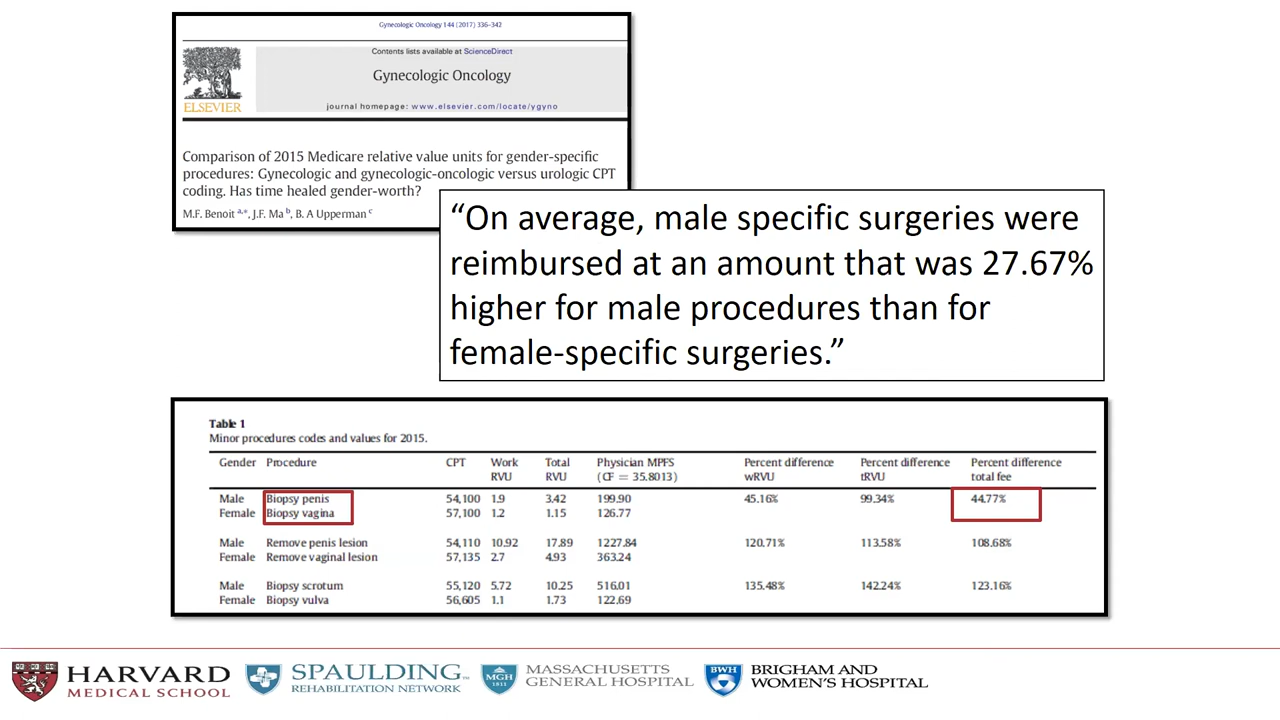 Gynecologic Oncology 144 (2017) 336–342
Contents lists available at ScienceDirect
Gynecologic Oncology
journal homepage: www.elsevier.com/locate/ygyno
ELSEVIER
Comparison of 2015 Medicare relative value units for gender-specific
procedures: Gynecologic and gynecologic-oncologic versus urologic CPT
coding. Has time healed gender-worth?
M.F. Benoit a,*, J.F. Ma b, B. A Upperman c
“On average, male specific surgeries were
reimbursed at an amount that was 27.67%
higher for male procedures than for
female-specific surgeries.”
Table 1
Minor procedures codes and values for 2015.
Gender Procedure CPT Work RVU Total RVU Physician MPFS (CF = 35.8013) Percent difference wRVU Percent difference tRVU Percent difference total fee
Male Biopsy penis 54,100 1.9 3.42 199.90 45.16% 99.34% 44.77%
Female Biopsy vagina 57,100 1.2 1.15 126.77
Male Remove penis lesion 54,110 10.92 17.89 1227.84 120.71% 113.58% 108.68%
Female Remove vaginal lesion 57,135 2.7 4.93 363.24
Male Biopsy scrotum 55,120 5.72 10.25 516.01 135.48% 142.24% 123.16%
Female Biopsy vulva 56,605 1.1 1.73 122.69
HARVARD
MEDICAL SCHOOL
SPAULDING™
REHABILITATION NETWORK
MGH
1811
MASSACHUSETTS
GENERAL HOSPITAL
BWH
BRIGHAM AND
WOMEN'S HOSPITAL